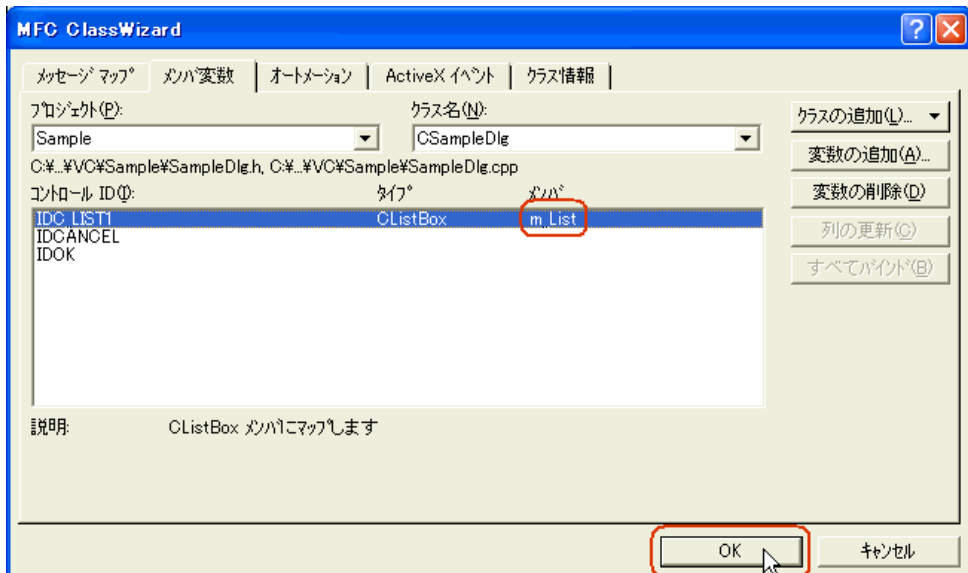 MFC ClassWizard
メッセージ マップ メンバ変数 オートメーション ActiveX イベント クラス情報
プロジェクト(P): クラス名(N):
Sample CSampleDlg
クラスの追加(L)...
C:¥...¥VC¥Sample¥SampleDlg.h, C:¥...¥VC¥Sample¥SampleDlg.cpp
変数の追加(A)...
コントロール ID(I): タイプ メンバ
変数の削除(D)
IDC_LIST1 CListBox m_List
IDCANCEL
IDOK
列の更新(C)
すべてバインド(B)
説明: CListBox メンバにマップします
OK キャンセル